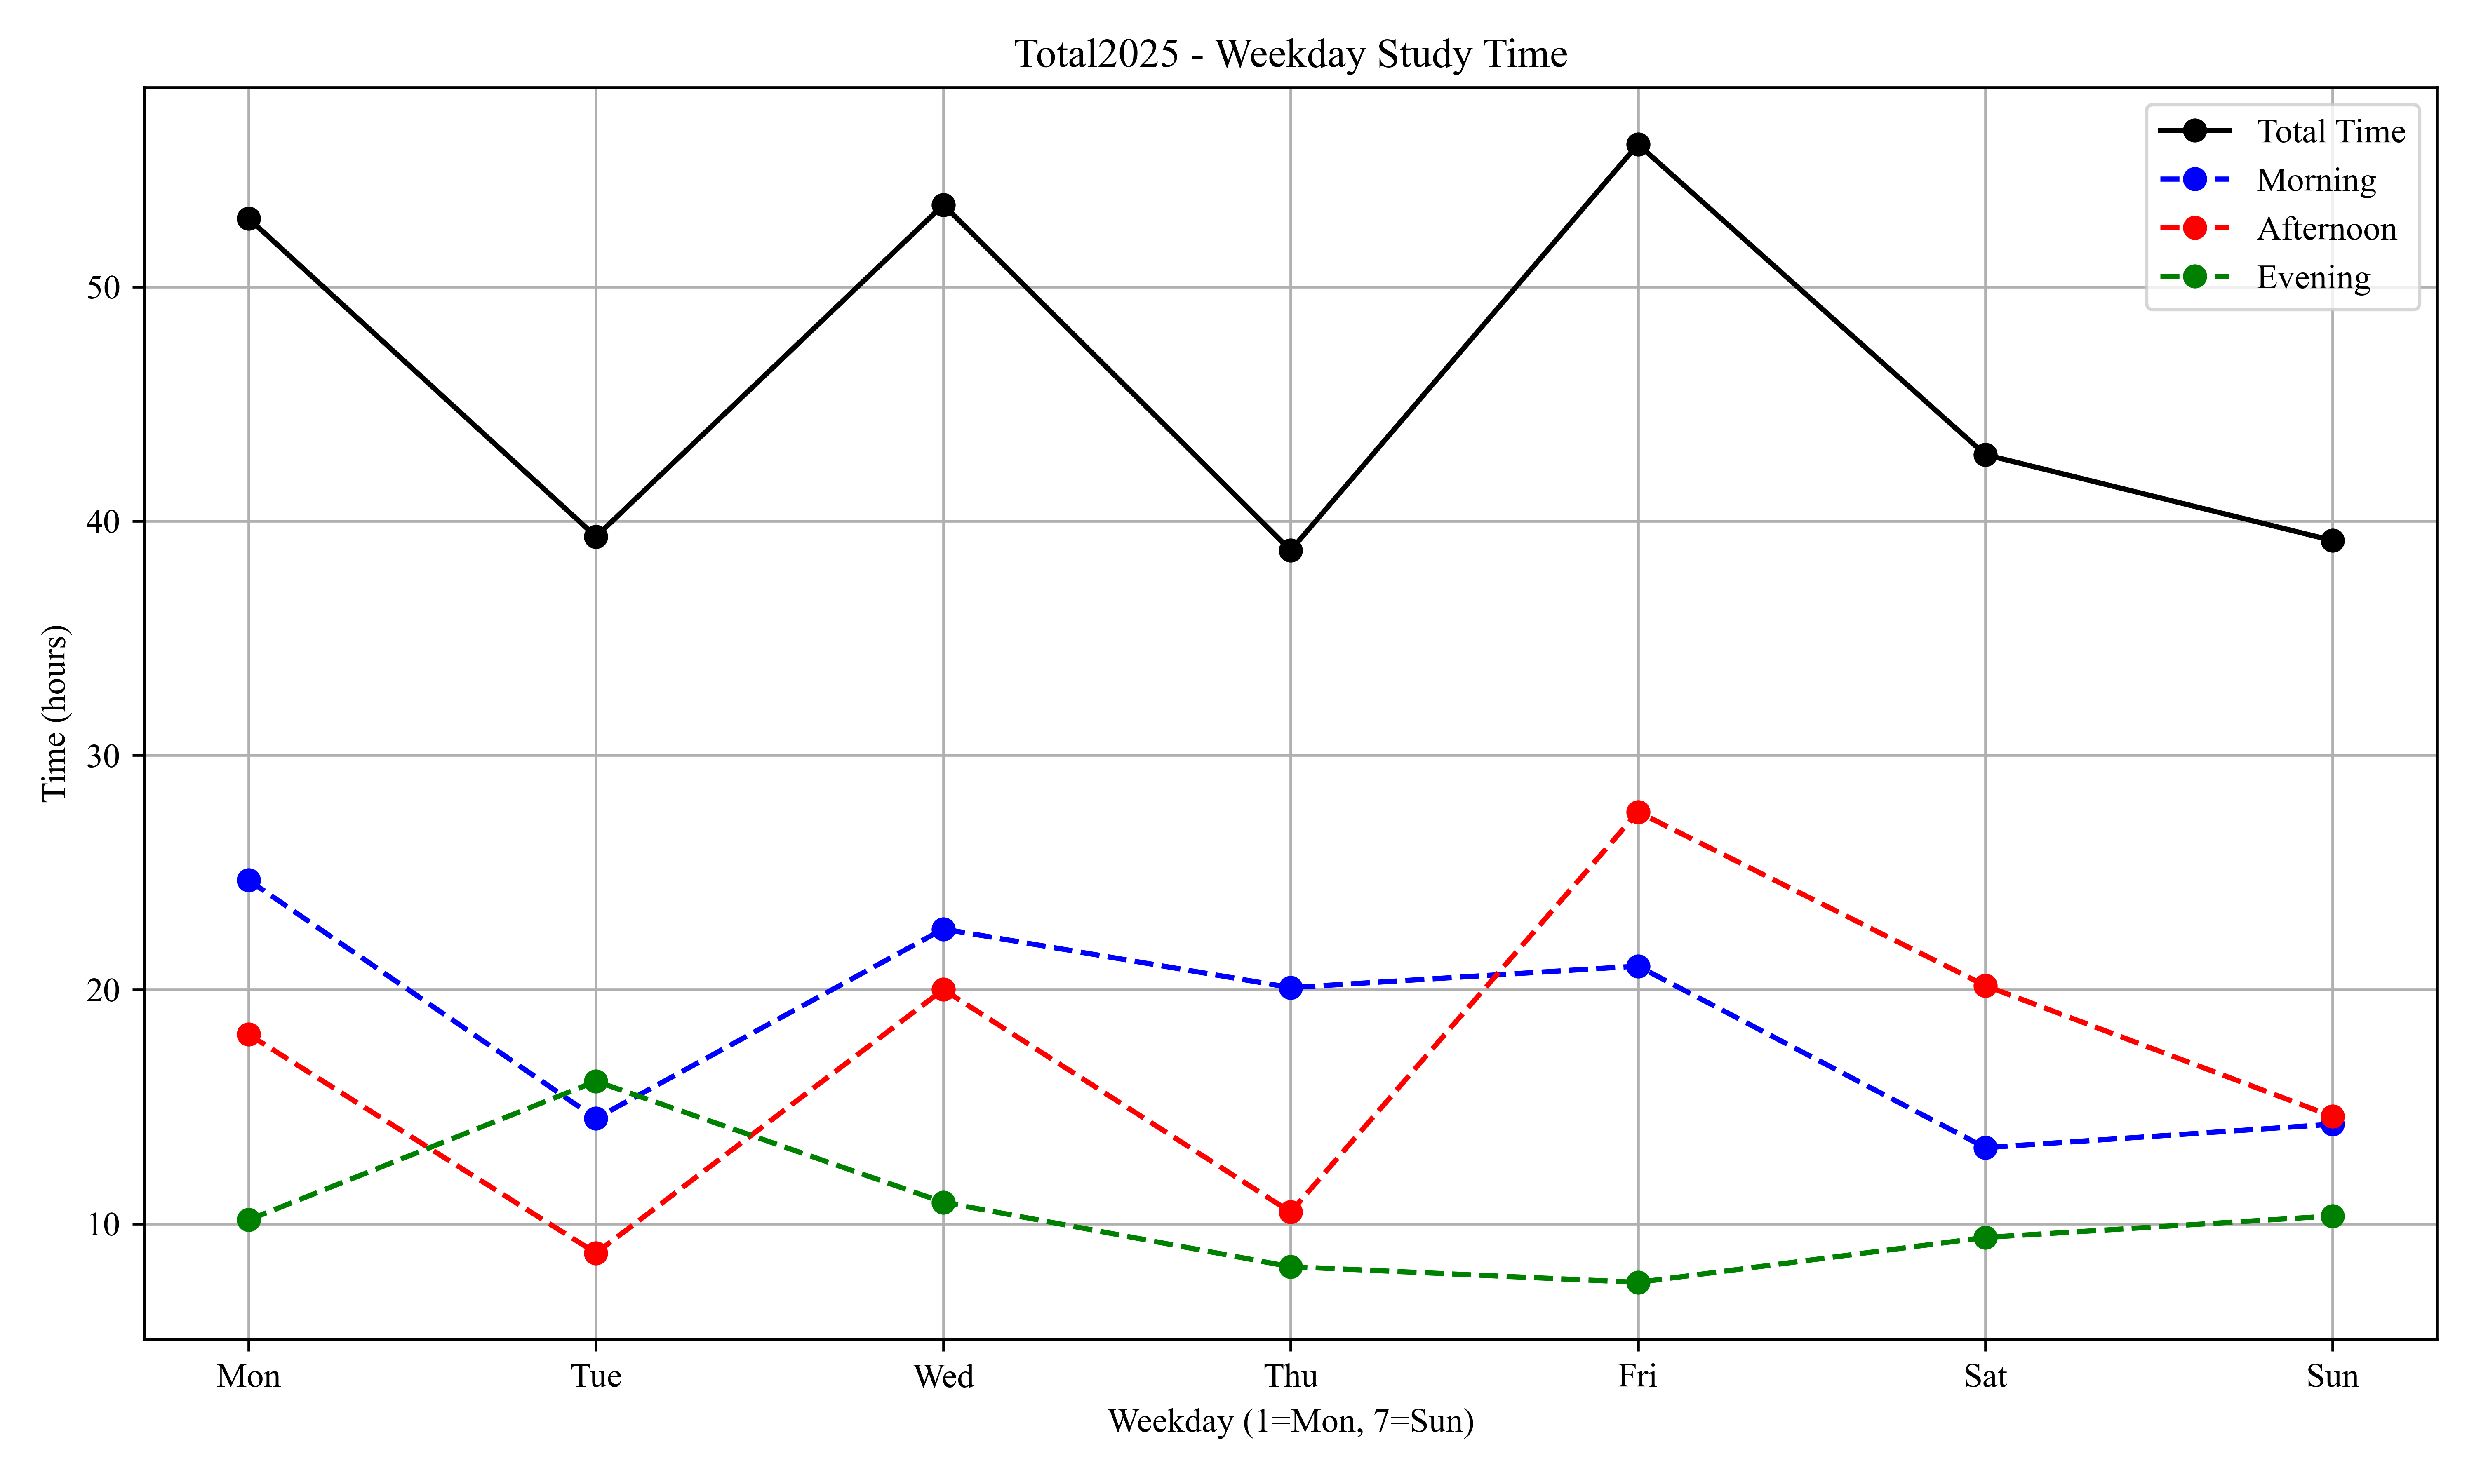 Total2025 - Weekday Study Time
Total Time
Morning
Afternoon
Evening
50
40
30
20
10
Time (hours)
Mon Tue Wed Thu Fri Sat Sun
Weekday (1=Mon, 7=Sun)